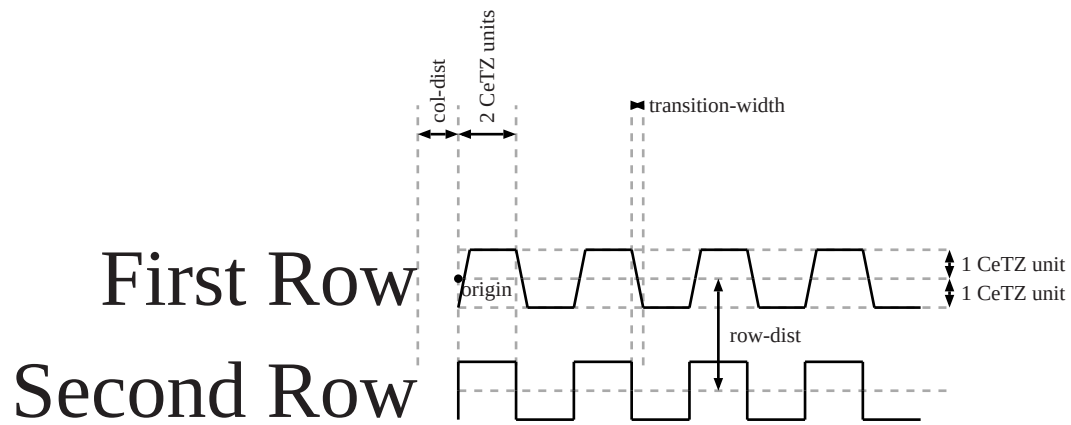 col-dist
2 CeTZ units
transition-width
First Row
origin
1 CeTZ unit
1 CeTZ unit
row-dist
Second Row